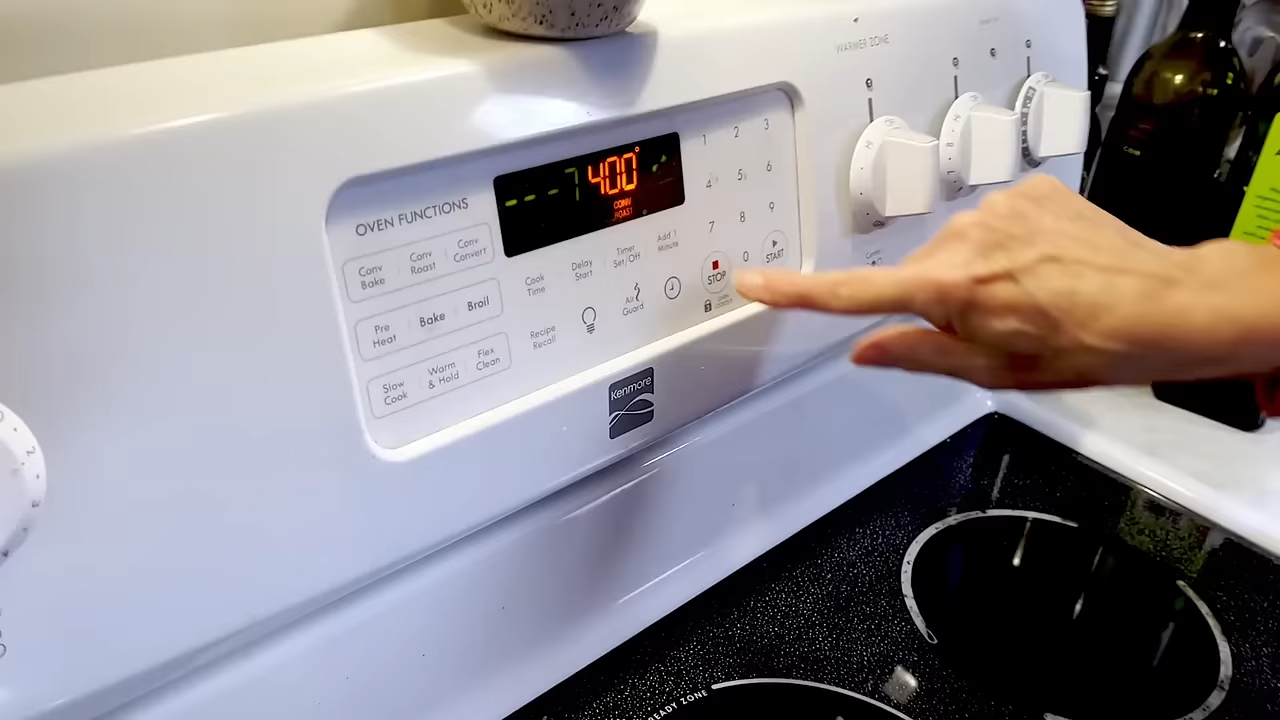 WARMER ZONE
OVEN FUNCTIONS
Conv Bake
Conv Roast
Conv Convert
Pre Heat
Bake
Broil
Slow Cook
Warm & Hold
Flex Clean
400°
CONV
ROAST
Cook Time
Delay Start
Timer Set/Off
Add 1 Minute
Recipe Recall
Air Guard
1 2 3
4 5 6
7 8 9
0
STOP
START
Kenmore
READY ZONE